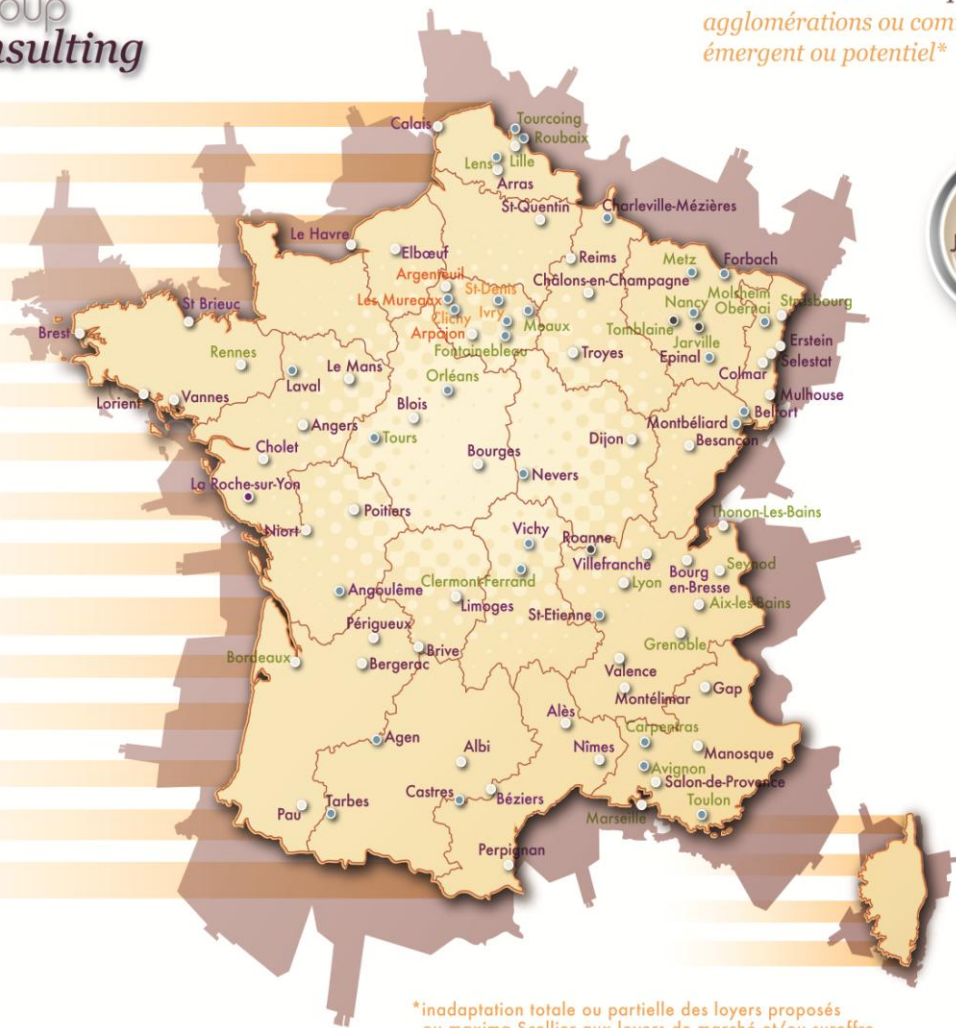 agglomérations ou com
émergent ou potentiel*
Calais
Tourcoing
Roubaix
Lens
Lille
Arras
St-Quentin
Charleville-Mézières
Le Havre
Elbœuf
Reims
Metz
Forbach
Argenteuil
St-Denis
Châlons-en-Champagne
Molsheim
Les Mureaux
Nancy
Obernai
Strasbourg
St Brieuc
Clichy
Ivry
Meaux
Tomblaine
Brest
Arpajon
Jarville
Erstein
Rennes
Fontainebleau
Troyes
Epinal
Selestat
Le Mans
Orléans
Colmar
Laval
Mulhouse
Lorient
Vannes
Blois
Belfort
Angers
Montbéliard
Tours
Dijon
Besançon
Cholet
Bourges
La Roche-sur-Yon
Nevers
Poitiers
Thonon-Les-Bains
Niort
Vichy
Roanne
Villefranche
Bourg
en-Bresse
Seynod
Clermont-Ferrand
Lyon
Angoulême
Limoges
Aix-les-Bains
St-Etienne
Périgueux
Grenoble
Bordeaux
Brive
Bergerac
Valence
Montélimar
Gap
Alès
Carpentras
Agen
Albi
Nîmes
Manosque
Avignon
Salon-de-Provence
Castres
Béziers
Toulon
Pau
Tarbes
Marseille
Perpignan
*inadaptation totale ou partielle des loyers proposés